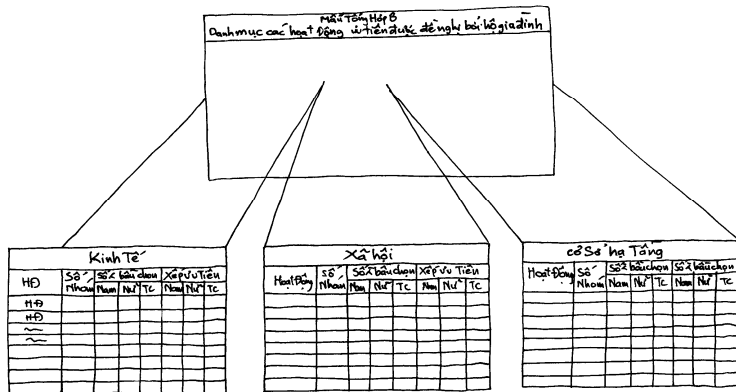 Mẫu Tổng Hợp 6
Danh mục các hoạt Động ưu tiên được đề nghị bởi hộ gia đình
Kinh Tế
HĐ Số Nhóm Số bầu chọn Xếp ưu Tiên
Nam Nữ TC Nam Nữ TC
HĐ
HĐ
Xã hội
Hoạt Động Số Nhóm Số bầu chọn Xếp ưu Tiên
Nam Nữ TC Nam Nữ TC
cơ Sở hạ Tầng
Hoạt Động Số Nhóm Số bầu chọn Số bầu chọn
Nam Nữ TC Nam Nữ TC